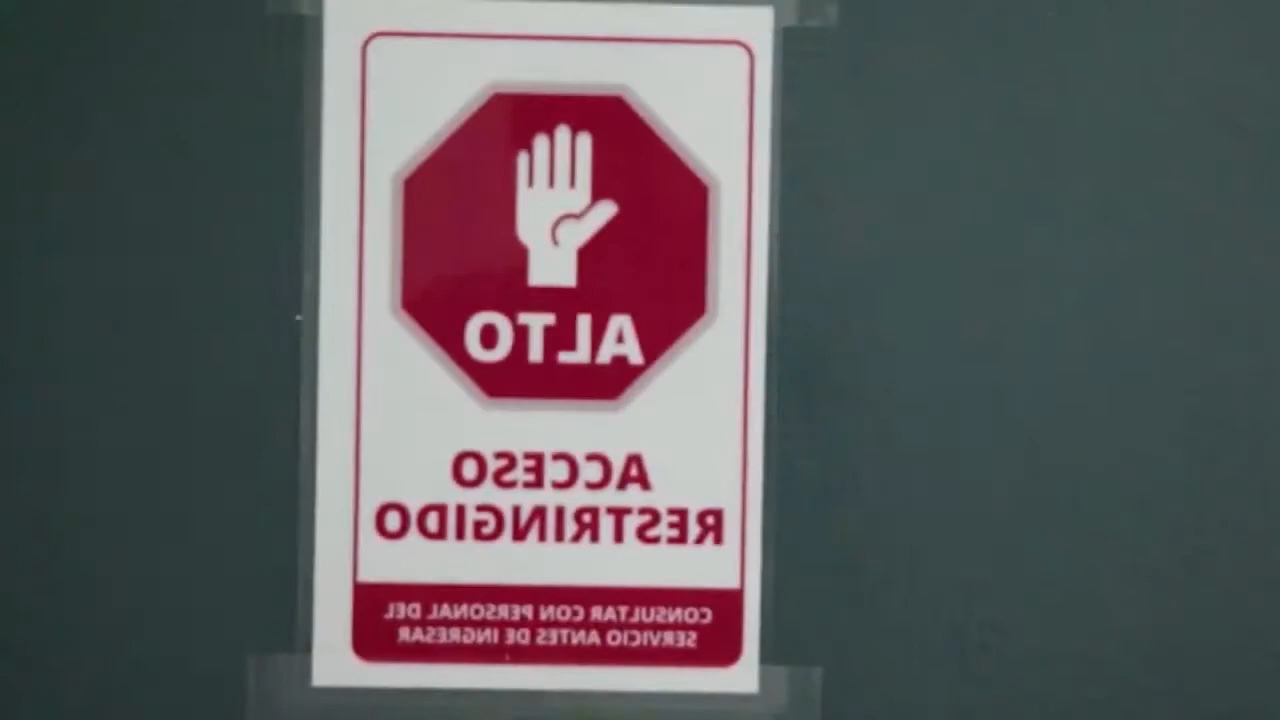 ALTO
ACCESO
RESTRINGIDO
CONSULTAR CON PERSONAL DEL
SERVICIO ANTES DE INGRESAR